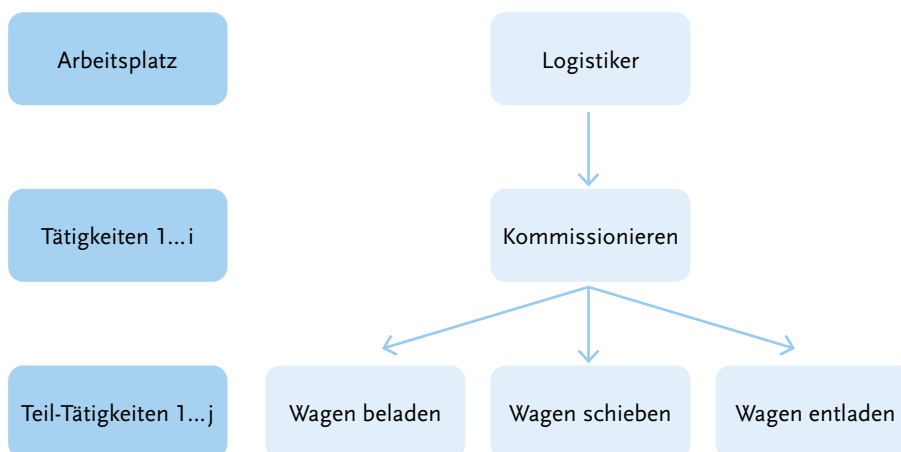 Arbeitsplatz
Logistiker
Tätigkeiten 1...i
Kommissionieren
Teil-Tätigkeiten 1...j
Wagen beladen
Wagen schieben
Wagen entladen